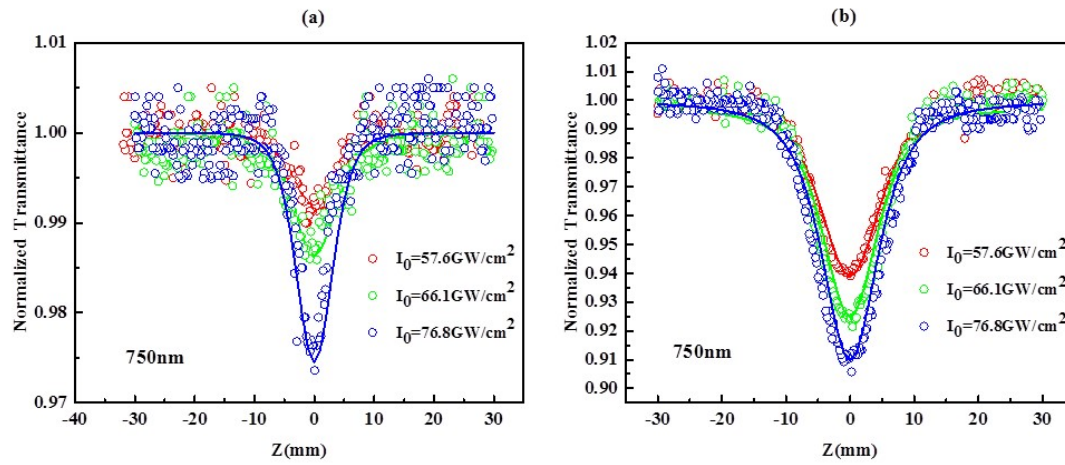 (a)
1.01
1.00
0.99
0.98
0.97
Normalized Transmittance
I0=57.6GW/cm²
I0=66.1GW/cm²
I0=76.8GW/cm²
750nm
-40 -30 -20 -10 0 10 20 30 40
Z(mm)
(b)
1.02
1.01
1.00
0.99
0.98
0.97
0.96
0.95
0.94
0.93
0.92
0.91
0.90
Normalized Transmittance
I0=57.6GW/cm²
I0=66.1GW/cm²
I0=76.8GW/cm²
750nm
-30 -20 -10 0 10 20 30
Z(mm)